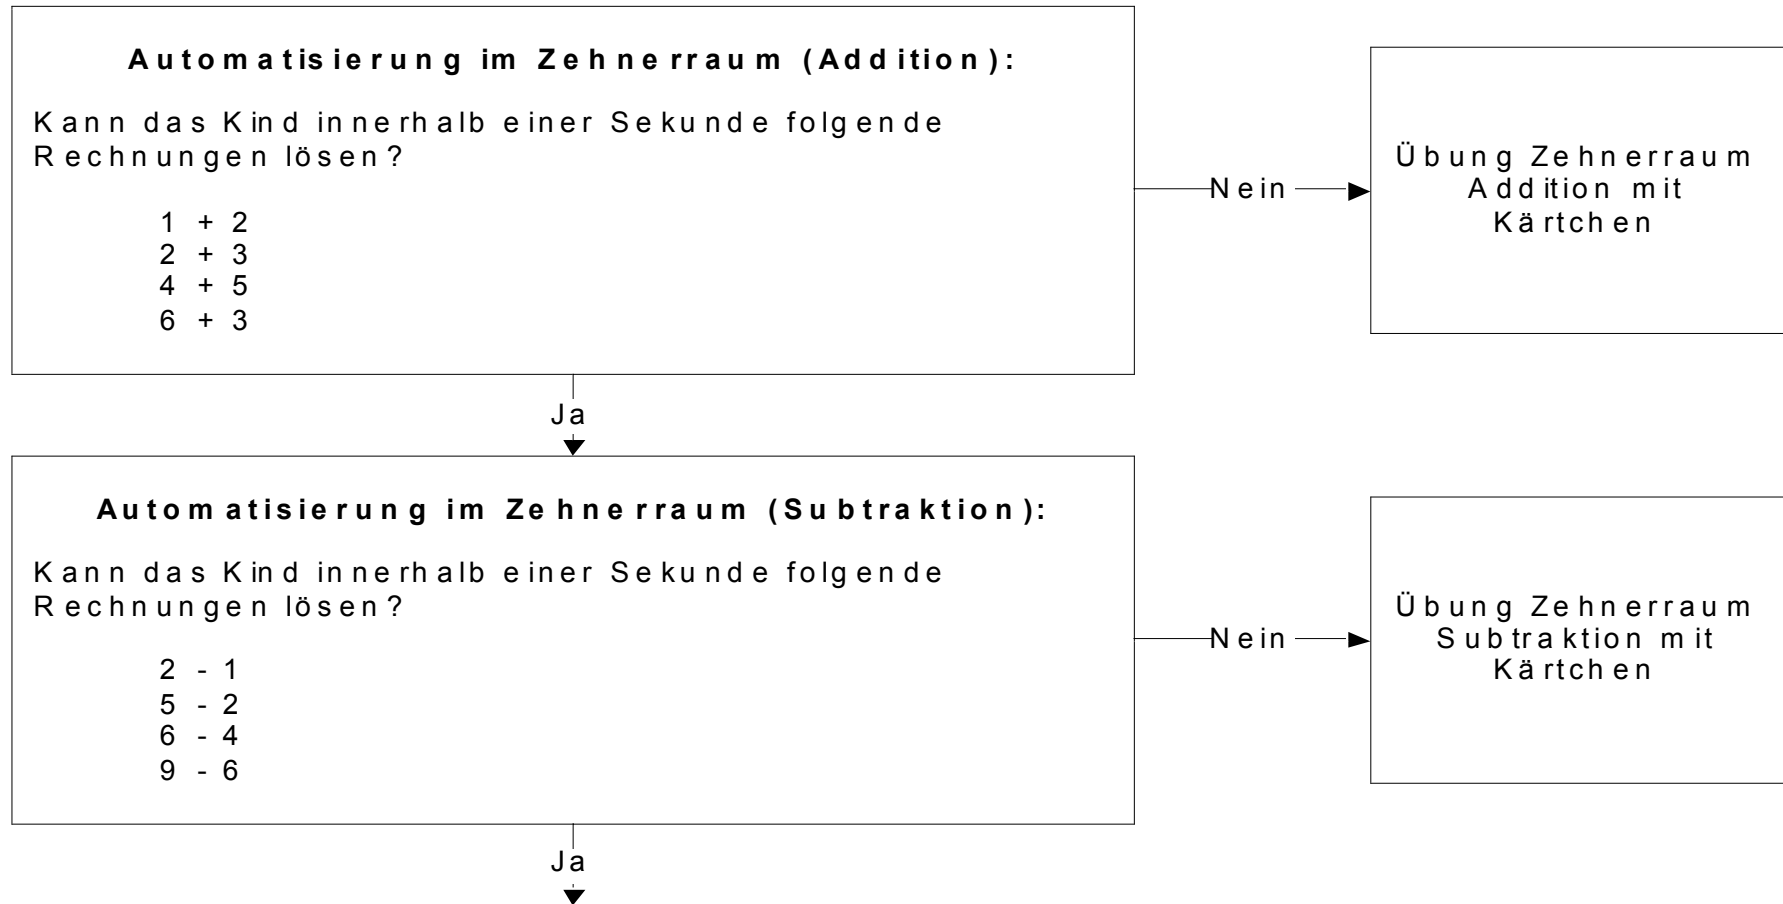 Automatisierung im Zehnerraum (Addition):
Kann das Kind innerhalb einer Sekunde folgende
Rechnungen lösen?
1 + 2
2 + 3
4 + 5
6 + 3
Nein
Übung Zehnerraum
Addition mit
Kärtchen
Ja
Automatisierung im Zehnerraum (Subtraktion):
Kann das Kind innerhalb einer Sekunde folgende
Rechnungen lösen?
2 - 1
5 - 2
6 - 4
9 - 6
Nein
Übung Zehnerraum
Subtraktion mit
Kärtchen
Ja